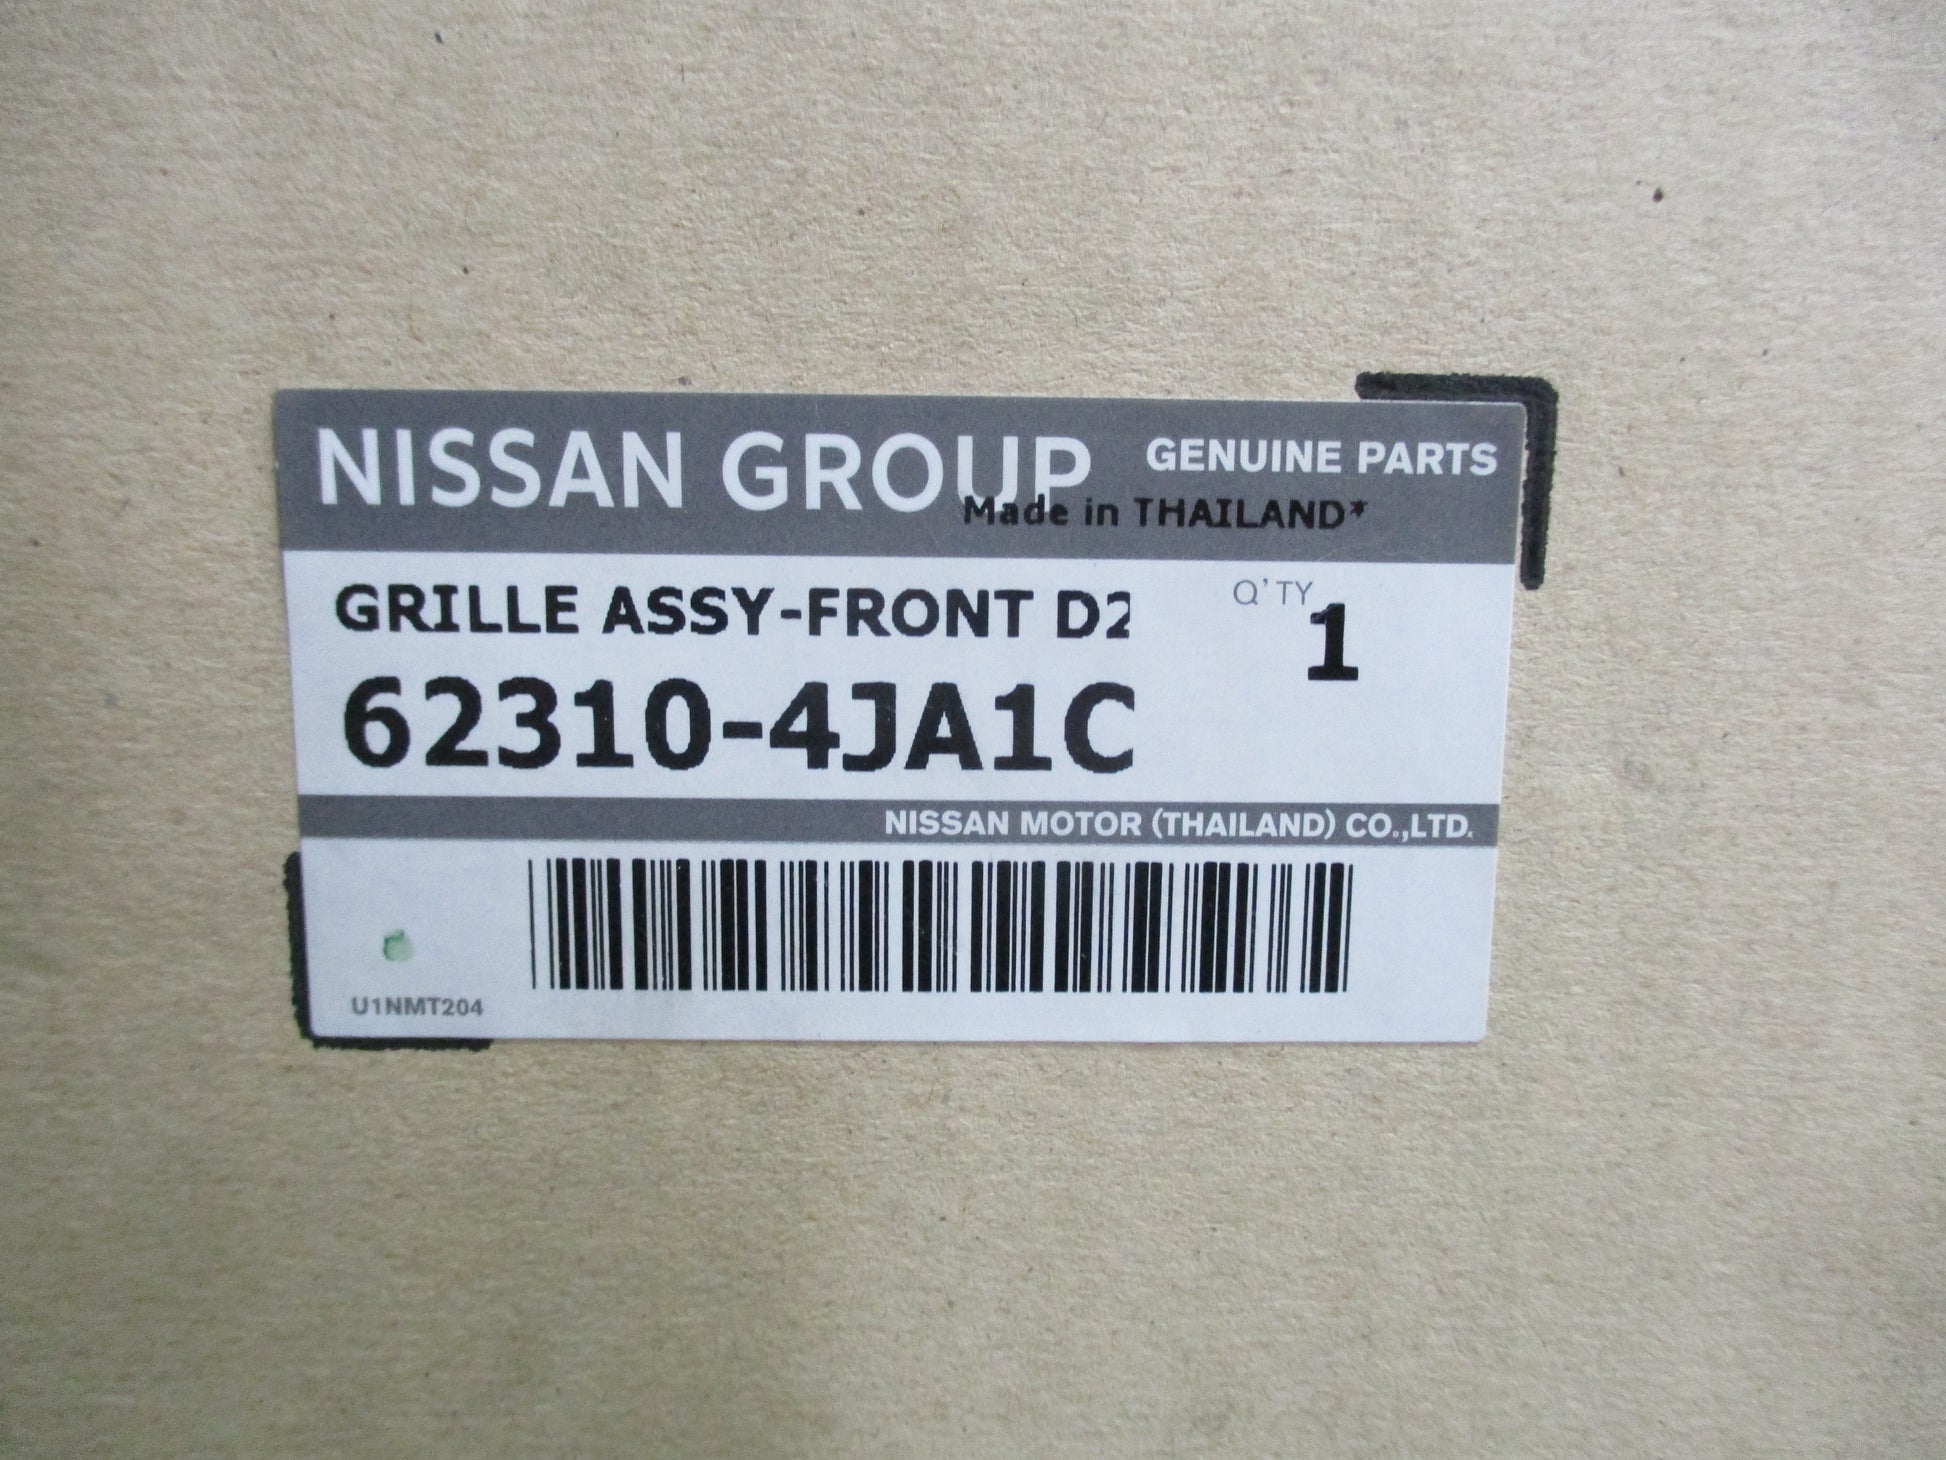 NISSAN GROUP GENUINE PARTS
Made in THAILAND*
GRILLE ASSY-FRONT D2 Q'TY 1
62310-4JA1C
NISSAN MOTOR (THAILAND) CO.,LTD.
U1NMT204